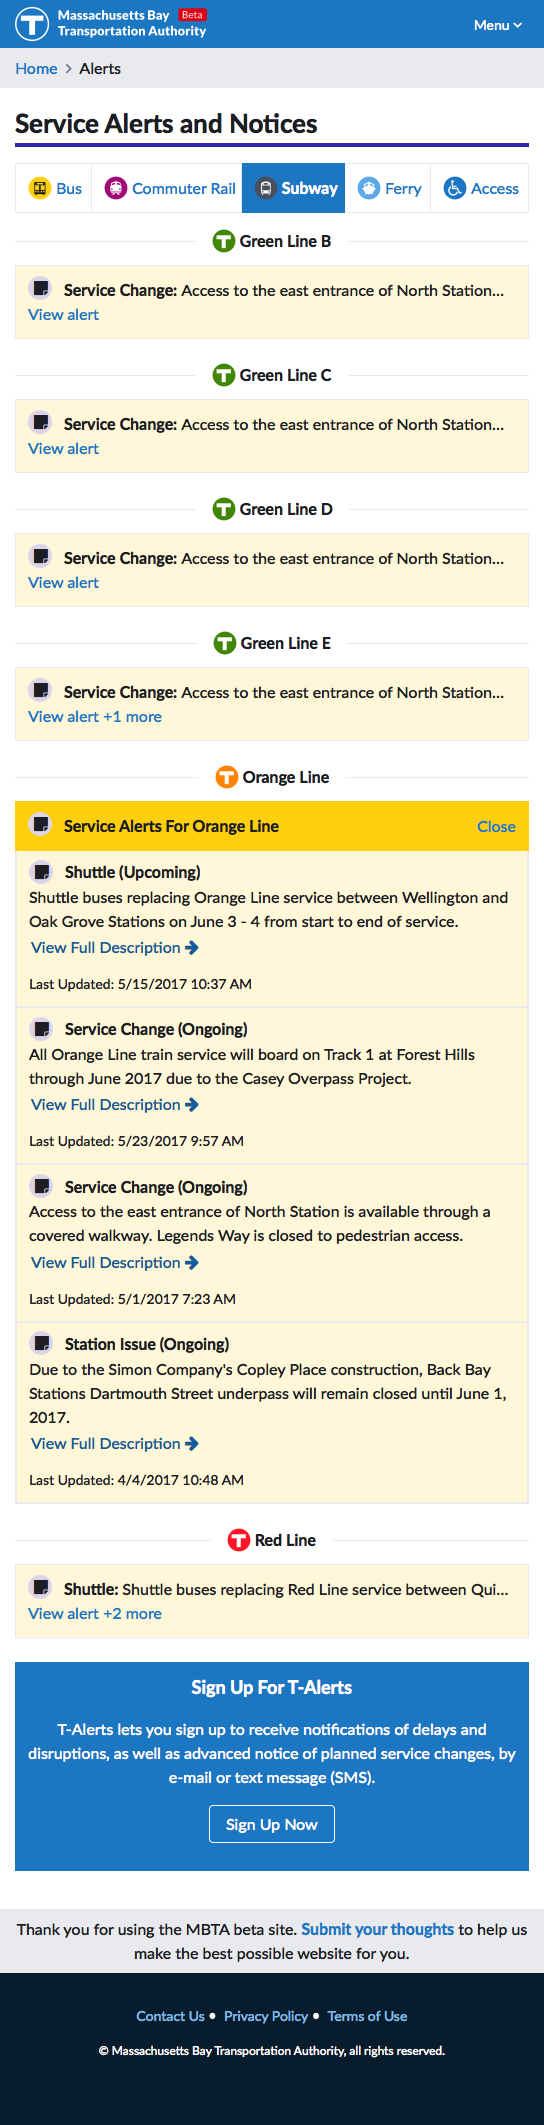 Massachusetts Bay Beta
Transportation Authority
Menu
Home > Alerts
Service Alerts and Notices
Bus Commuter Rail Subway Ferry Access
T Green Line B
Service Change: Access to the east entrance of North Station...
View alert
T Green Line C
Service Change: Access to the east entrance of North Station...
View alert
T Green Line D
Service Change: Access to the east entrance of North Station...
View alert
T Green Line E
Service Change: Access to the east entrance of North Station...
View alert +1 more
T Orange Line
Service Alerts For Orange Line Close
Shuttle (Upcoming)
Shuttle buses replacing Orange Line service between Wellington and
Oak Grove Stations on June 3 - 4 from start to end of service.
View Full Description
Last Updated: 5/15/2017 10:37 AM
Service Change (Ongoing)
All Orange Line train service will board on Track 1 at Forest Hills
through June 2017 due to the Casey Overpass Project.
View Full Description
Last Updated: 5/23/2017 9:57 AM
Service Change (Ongoing)
Access to the east entrance of North Station is available through a
covered walkway. Legends Way is closed to pedestrian access.
View Full Description
Last Updated: 5/1/2017 7:23 AM
Station Issue (Ongoing)
Due to the Simon Company's Copley Place construction, Back Bay
Stations Dartmouth Street underpass will remain closed until June 1,
2017.
View Full Description
Last Updated: 4/4/2017 10:48 AM
T Red Line
Shuttle: Shuttle buses replacing Red Line service between Qui...
View alert +2 more
Sign Up For T-Alerts
T-Alerts lets you sign up to receive notifications of delays and
disruptions, as well as advanced notice of planned service changes, by
e-mail or text message (SMS).
Sign Up Now
Thank you for using the MBTA beta site. Submit your thoughts to help us
make the best possible website for you.
Contact Us • Privacy Policy • Terms of Use
© Massachusetts Bay Transportation Authority, all rights reserved.